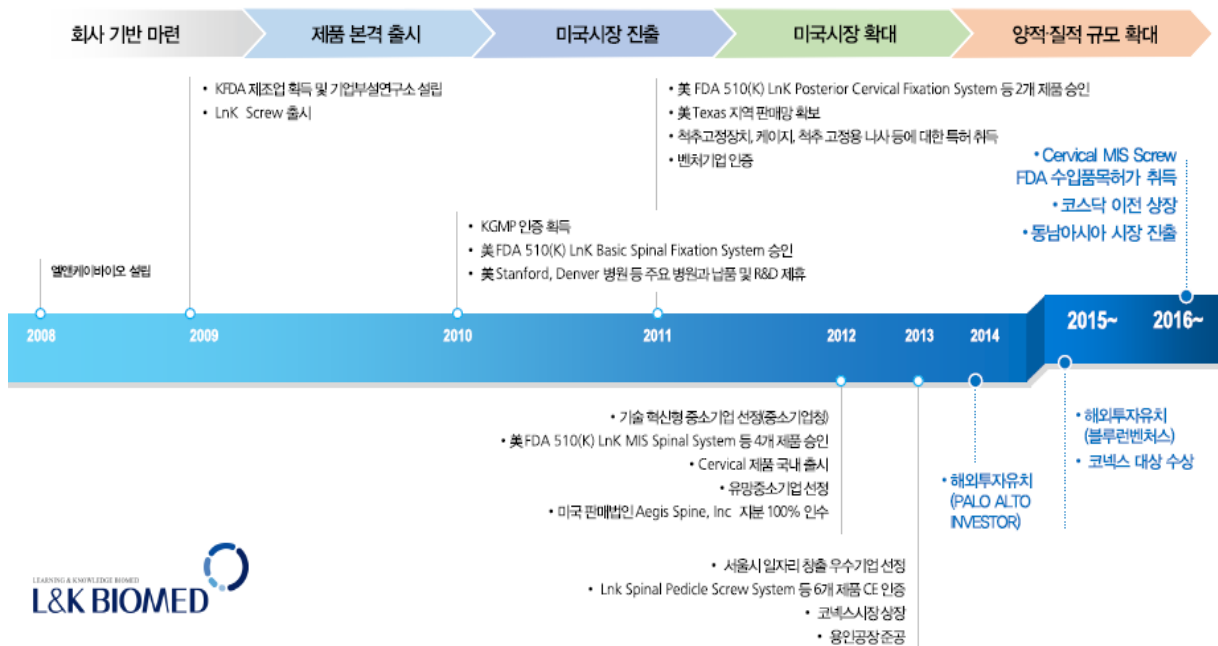 회사 기반 마련
제품 본격 출시
미국시장 진출
미국시장 확대
양적·질적 규모 확대
• KFDA 제조업 획득 및 기업부설연구소 설립
• LnK Screw 출시
• 美 FDA 510(K) LnK Posterior Cervical Fixation System 등 2개 제품 승인
• 美 Texas 지역 판매망 확보
• 척추고정장치, 케이지, 척추 고정용 나사 등에 대한 특허 취득
• 벤처기업 인증
• Cervical MIS Screw
FDA 수입품목허가 취득
• 코스닥 이전 상장
• 동남아시아 시장 진출
• KGMP 인증 획득
• 美 FDA 510(K) LnK Basic Spinal Fixation System 승인
• 美 Stanford, Denver 병원 등 주요 병원과 납품 및 R&D 제휴
엘앤케이바이오 설립
2008
2009
2010
2011
2012
2013
2014
2015~
2016~
• 기술 혁신형 중소기업 선정(중소기업청)
• 美 FDA 510(K) LnK MIS Spinal System 등 4개 제품 승인
• Cervical 제품 국내 출시
• 유망중소기업 선정
• 미국 판매법인 Aegis Spine, Inc 지분 100% 인수
• 해외투자유치
(PALO ALTO
INVESTOR)
• 해외투자유치
(블루런벤처스)
• 코넥스 대상 수상
• 서울시 일자리 창출 우수기업 선정
• Lnk Spinal Pedicle Screw System 등 6개 제품 CE 인증
• 코넥스시장 상장
• 용인공장 준공
LEARNING & KNOWLEDGE BIOMED
L&K BIOMED